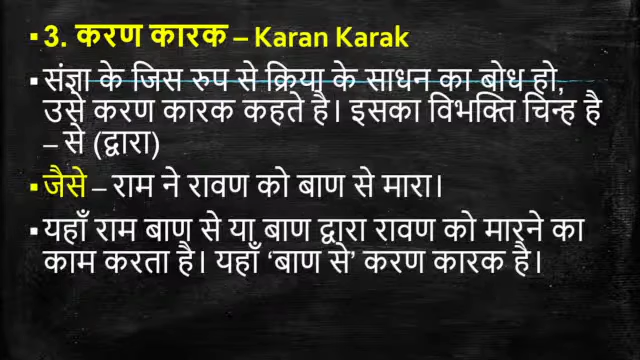 ▪ 3. करण कारक – Karan Karak
▪ संज्ञा के जिस रुप से क्रिया के साधन का बोध हो,
उसे करण कारक कहते है। इसका विभक्ति चिन्ह है
– से (द्वारा)
▪ जैसे – राम ने रावण को बाण से मारा।
▪ यहाँ राम बाण से या बाण द्वारा रावण को मारने का
काम करता है। यहाँ ‘बाण से’ करण कारक है।